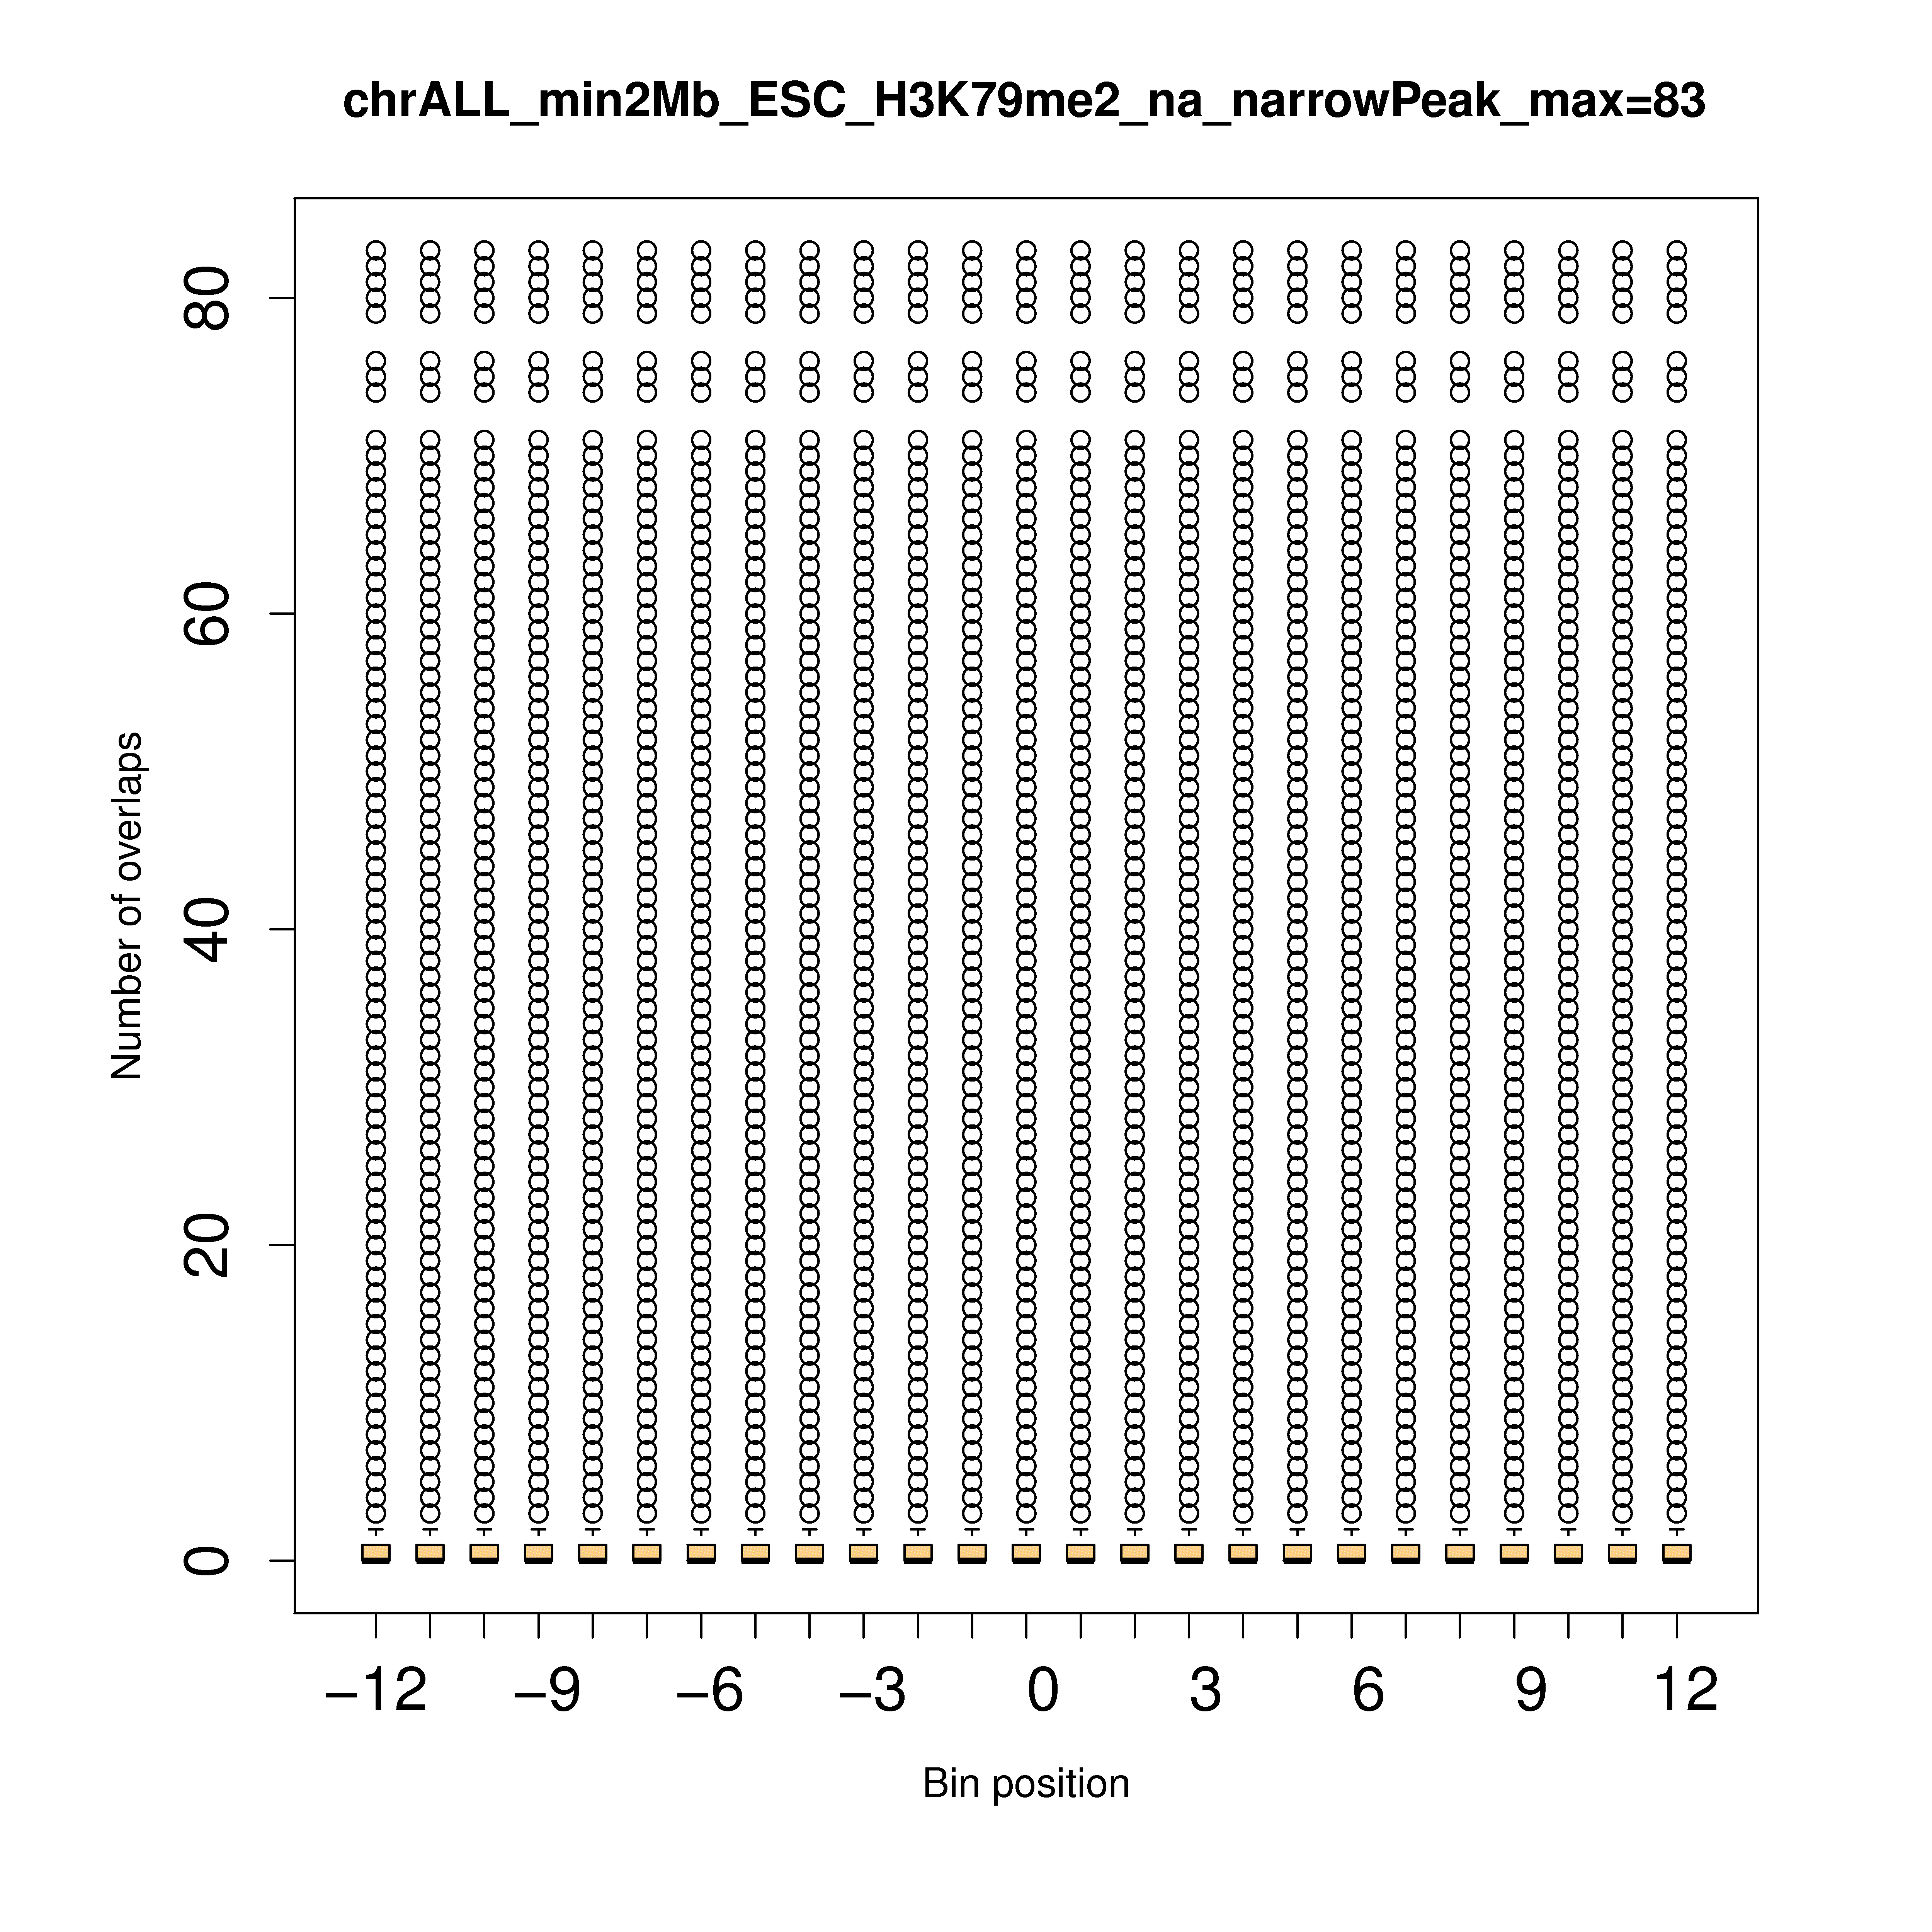 chrALL_min2Mb_ESC_H3K79me2_na_narrowPeak_max=83
Number of overlaps
80
60
40
20
0
−12 −9 −6 −3 0 3 6 9 12
Bin position